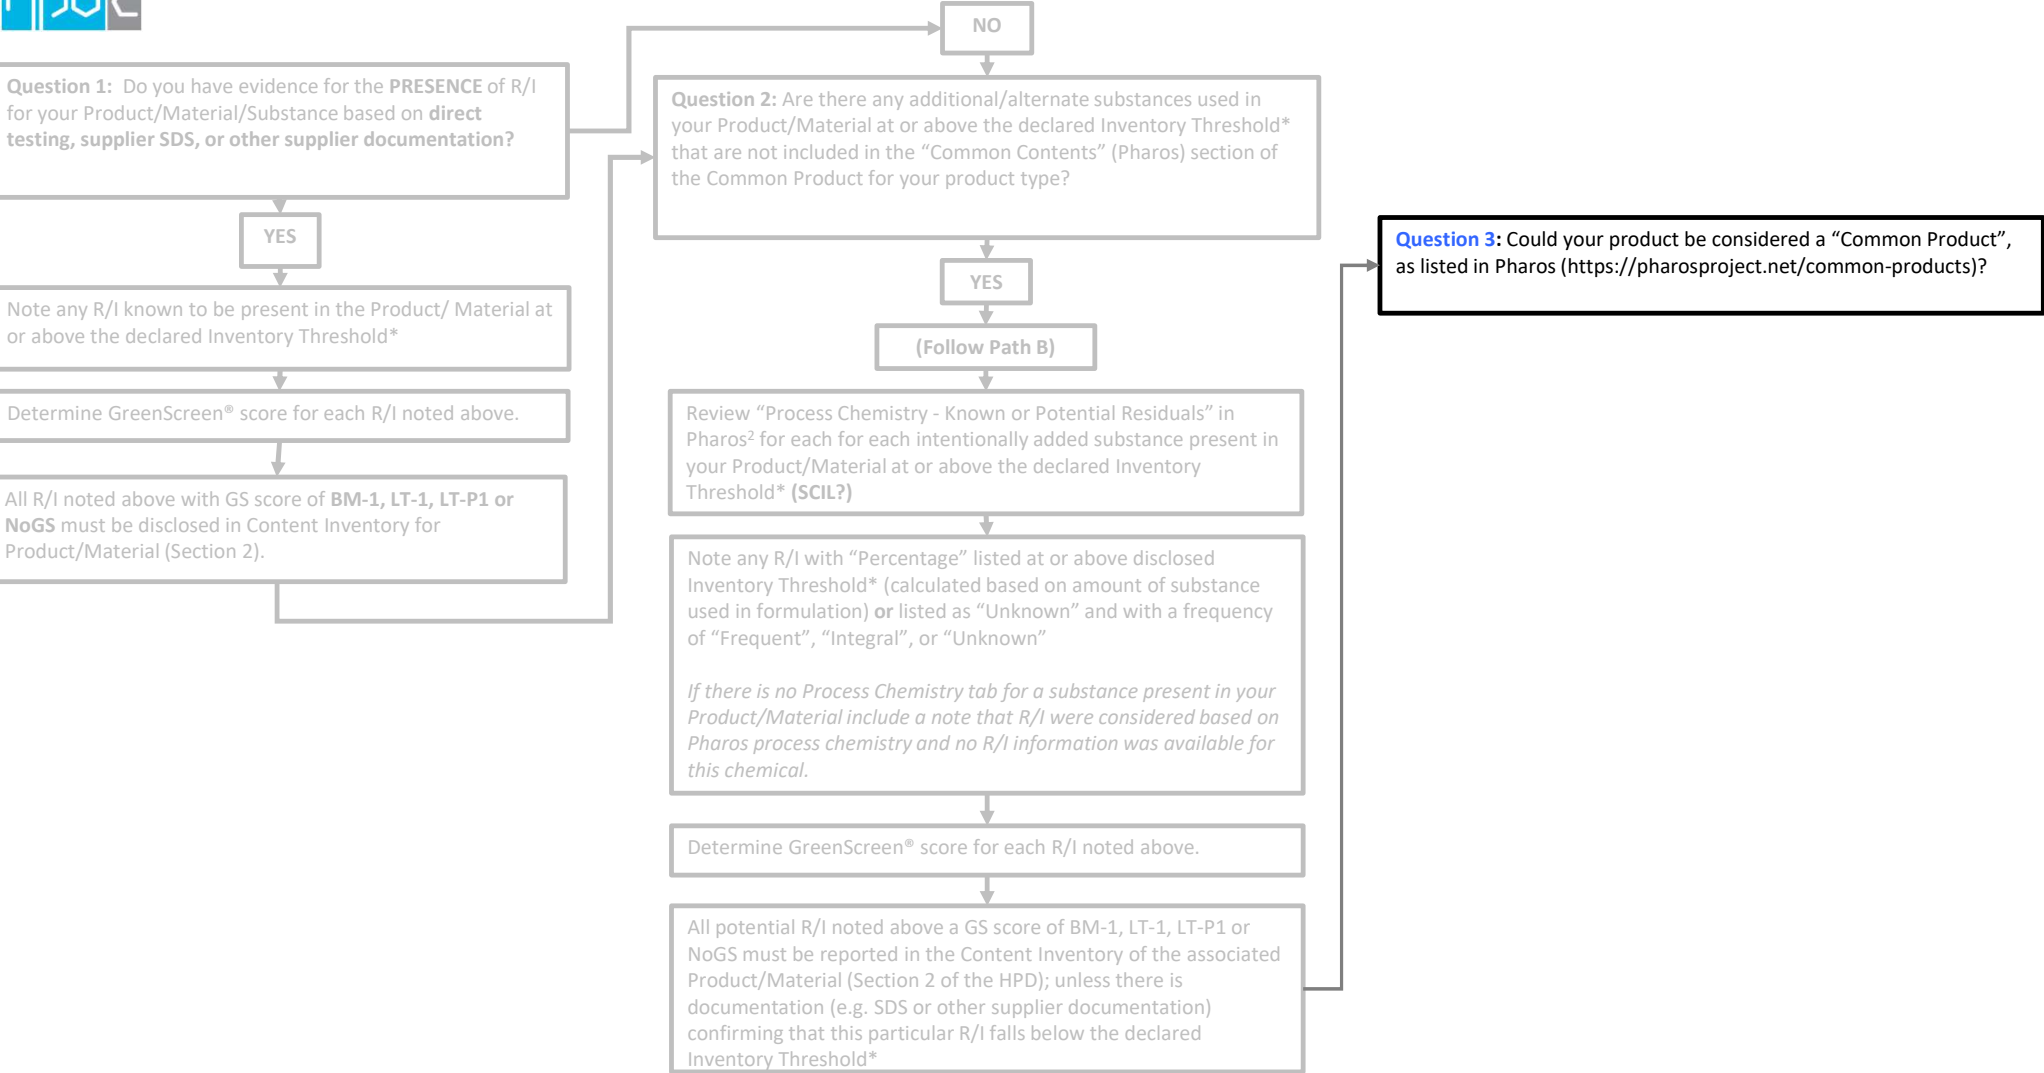 Question 1: Do you have evidence for the PRESENCE of R/I
for your Product/Material/Substance based on direct
testing, supplier SDS, or other supplier documentation?
YES
Note any R/I known to be present in the Product/ Material at
or above the declared Inventory Threshold*
Determine GreenScreen® score for each R/I noted above.
All R/I noted above with GS score of BM-1, LT-1, LT-P1 or
NoGS must be disclosed in Content Inventory for
Product/Material (Section 2).
NO
Question 2: Are there any additional/alternate substances used in
your Product/Material at or above the declared Inventory Threshold*
that are not included in the “Common Contents” (Pharos) section of
the Common Product for your product type?
YES
(Follow Path B)
Review “Process Chemistry - Known or Potential Residuals” in
Pharos² for each for each intentionally added substance present in
your Product/Material at or above the declared Inventory
Threshold* (SCIL?)
Note any R/I with “Percentage” listed at or above disclosed
Inventory Threshold* (calculated based on amount of substance
used in formulation) or listed as “Unknown” and with a frequency
of “Frequent”, “Integral”, or “Unknown”
If there is no Process Chemistry tab for a substance present in your
Product/Material include a note that R/I were considered based on
Pharos process chemistry and no R/I information was available for
this chemical.
Determine GreenScreen® score for each R/I noted above.
All potential R/I noted above a GS score of BM-1, LT-1, LT-P1 or
NoGS must be reported in the Content Inventory of the associated
Product/Material (Section 2 of the HPD); unless there is
documentation (e.g. SDS or other supplier documentation)
confirming that this particular R/I falls below the declared
Inventory Threshold*
Question 3: Could your product be considered a “Common Product”,
as listed in Pharos (https://pharosproject.net/common-products)?